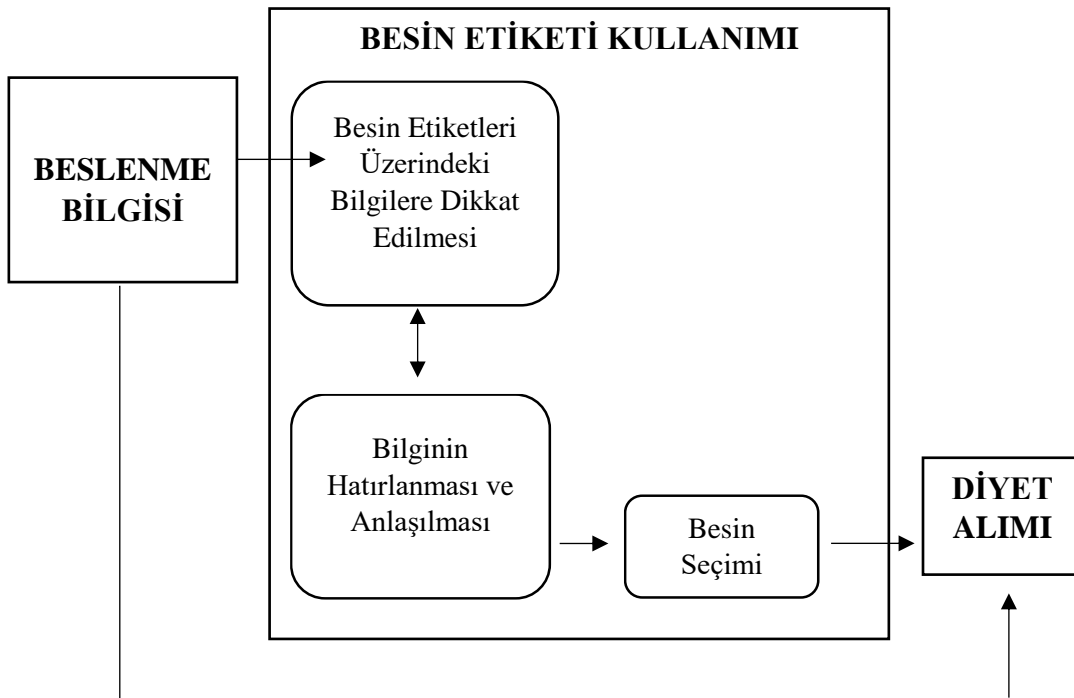 BESİN ETİKETİ KULLANIMI
BESLENME
BİLGİSİ
Besin Etiketleri
Üzerindeki
Bilgilere Dikkat
Edilmesi
Bilginin
Hatırlanması ve
Anlaşılması
Besin
Seçimi
DİYET
ALIMI